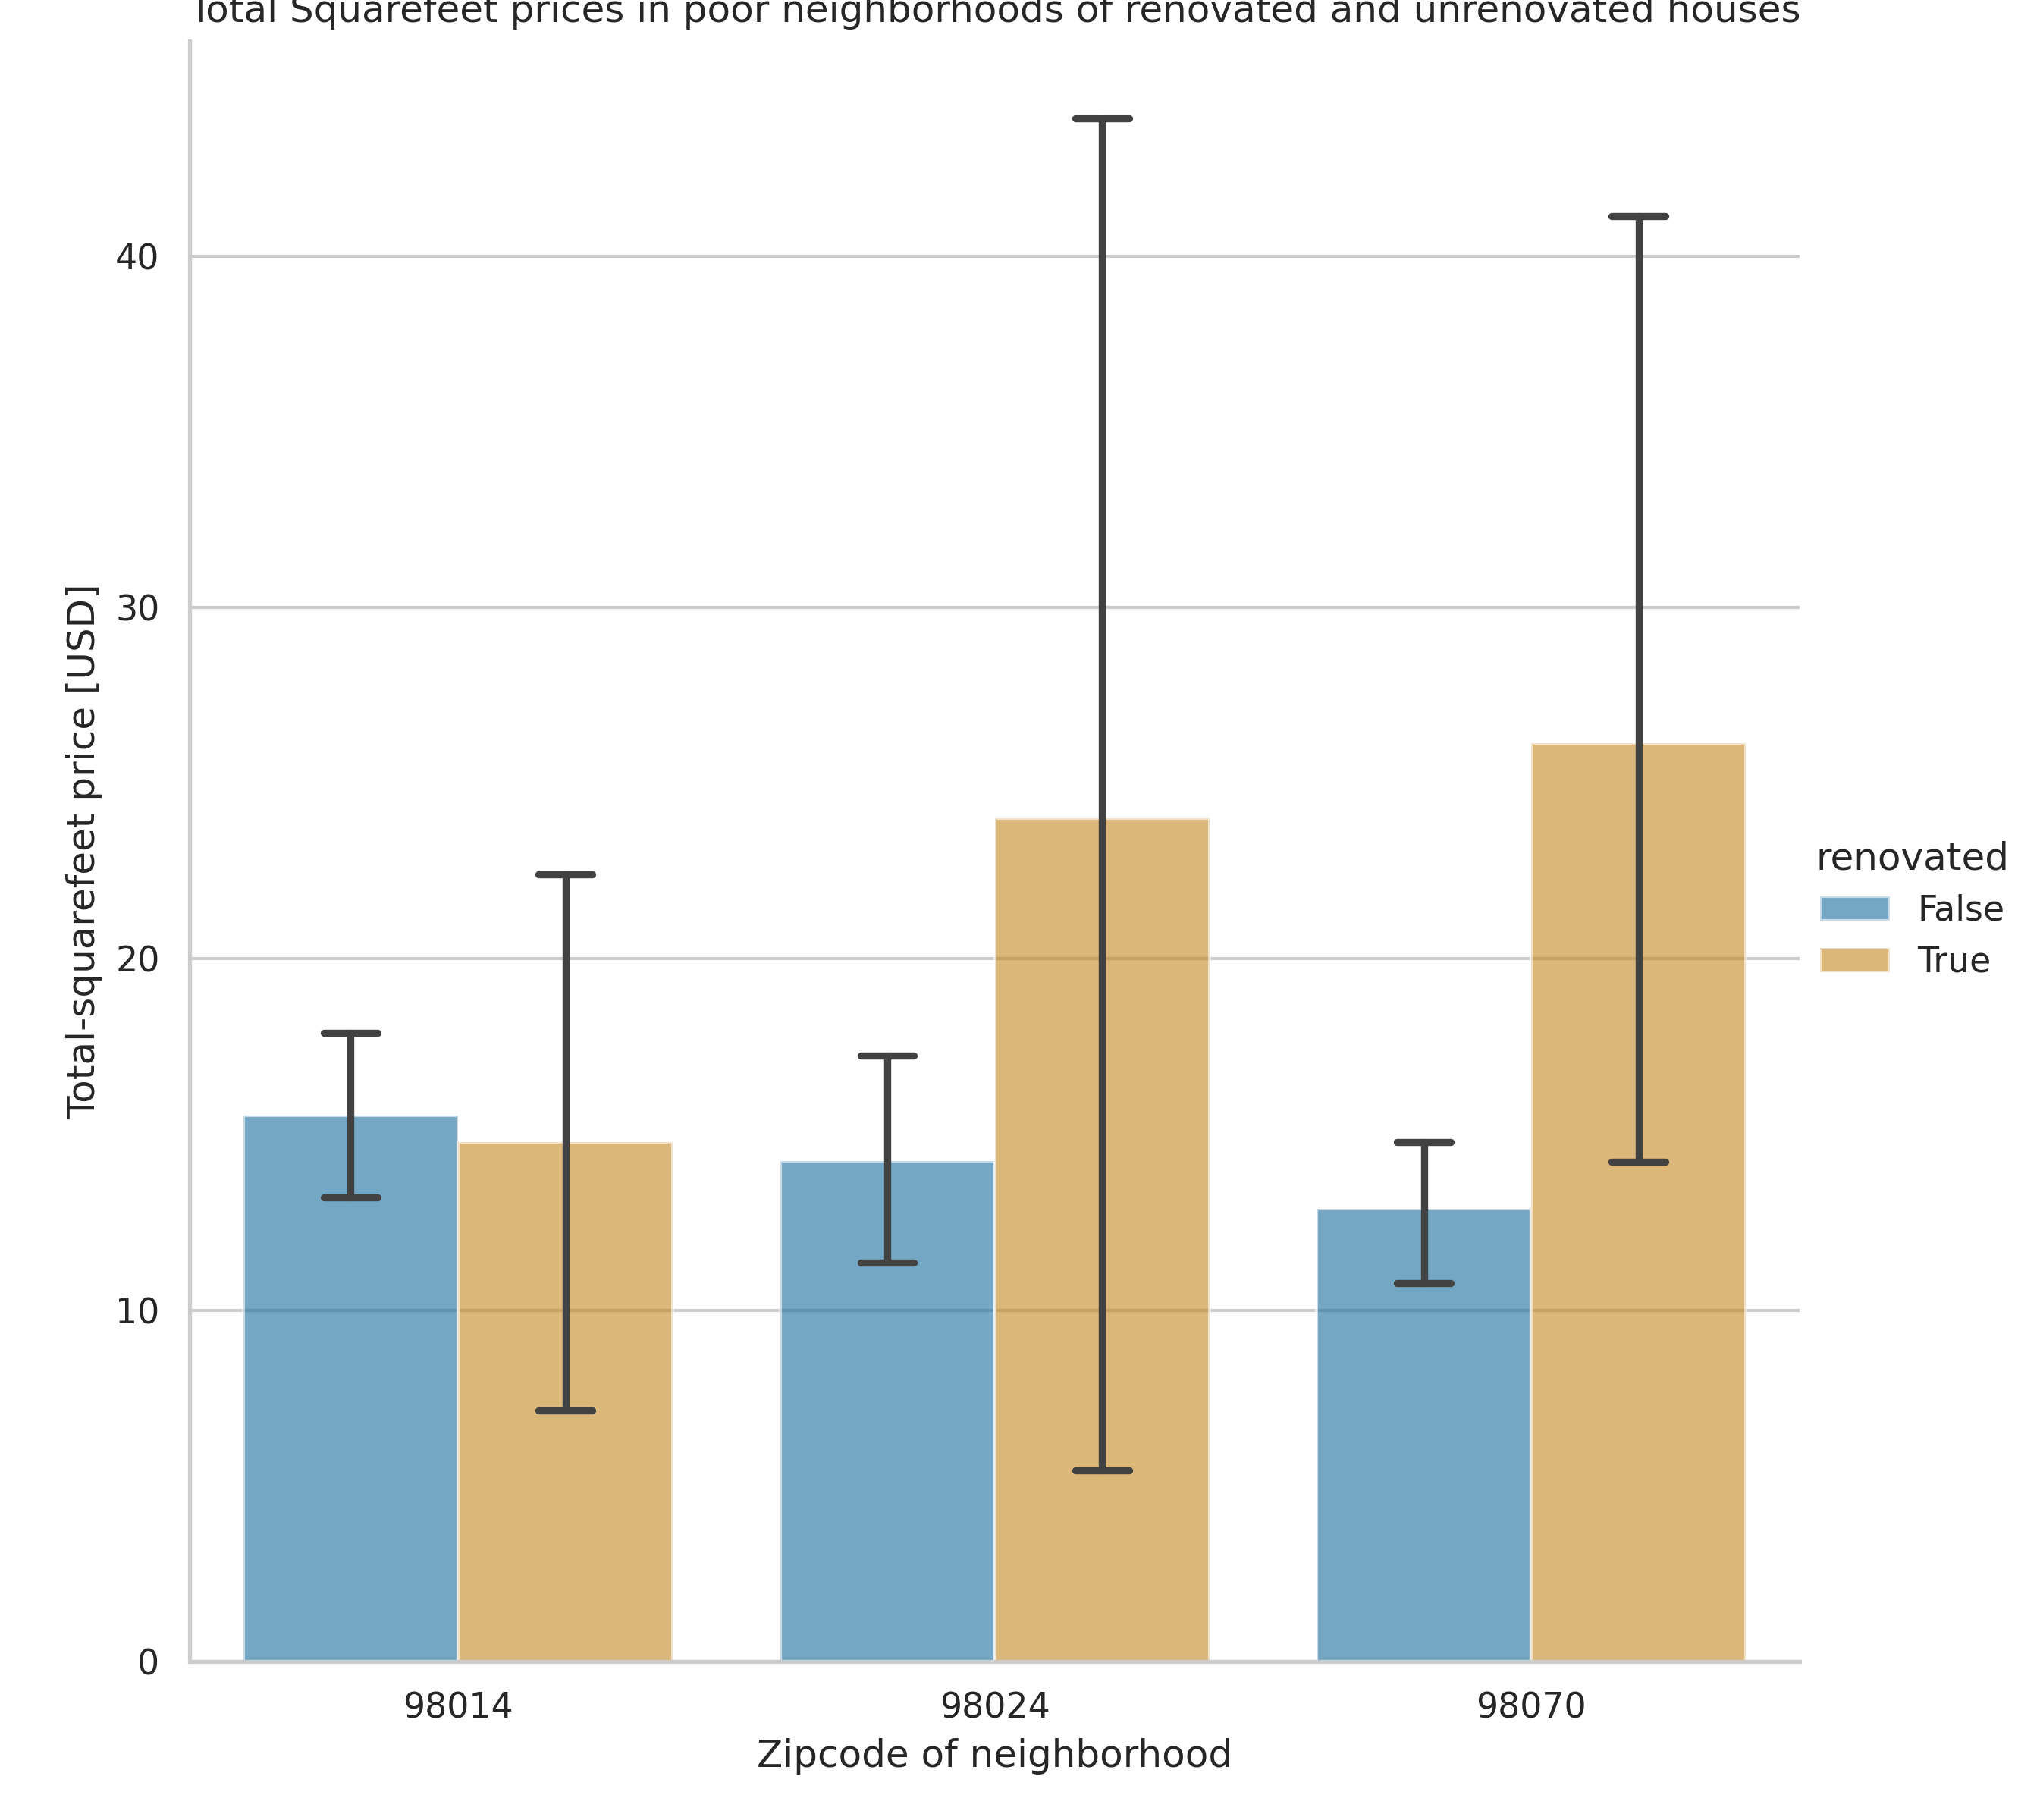 Total Squarefeet prices in poor neighborhoods of renovated and unrenovated houses
Total-squarefeet price [USD]
40
30
20
10
0
98014 98024 98070
Zipcode of neighborhood
renovated
False
True